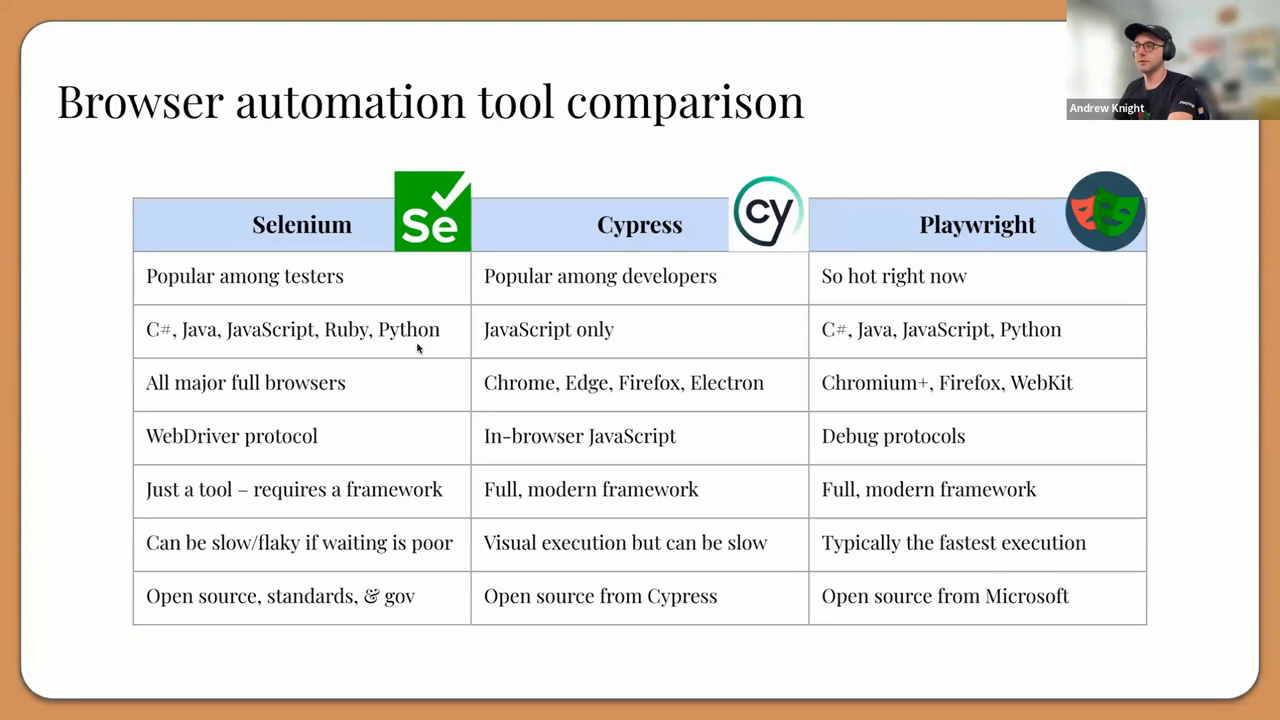 Andrew Knight
Browser automation tool comparison
Selenium
Se
Cypress
cy
Playwright
Popular among testers
Popular among developers
So hot right now
C#, Java, JavaScript, Ruby, Python
JavaScript only
C#, Java, JavaScript, Python
All major full browsers
Chrome, Edge, Firefox, Electron
Chromium+, Firefox, WebKit
WebDriver protocol
In-browser JavaScript
Debug protocols
Just a tool – requires a framework
Full, modern framework
Full, modern framework
Can be slow/flaky if waiting is poor
Visual execution but can be slow
Typically the fastest execution
Open source, standards, & gov
Open source from Cypress
Open source from Microsoft